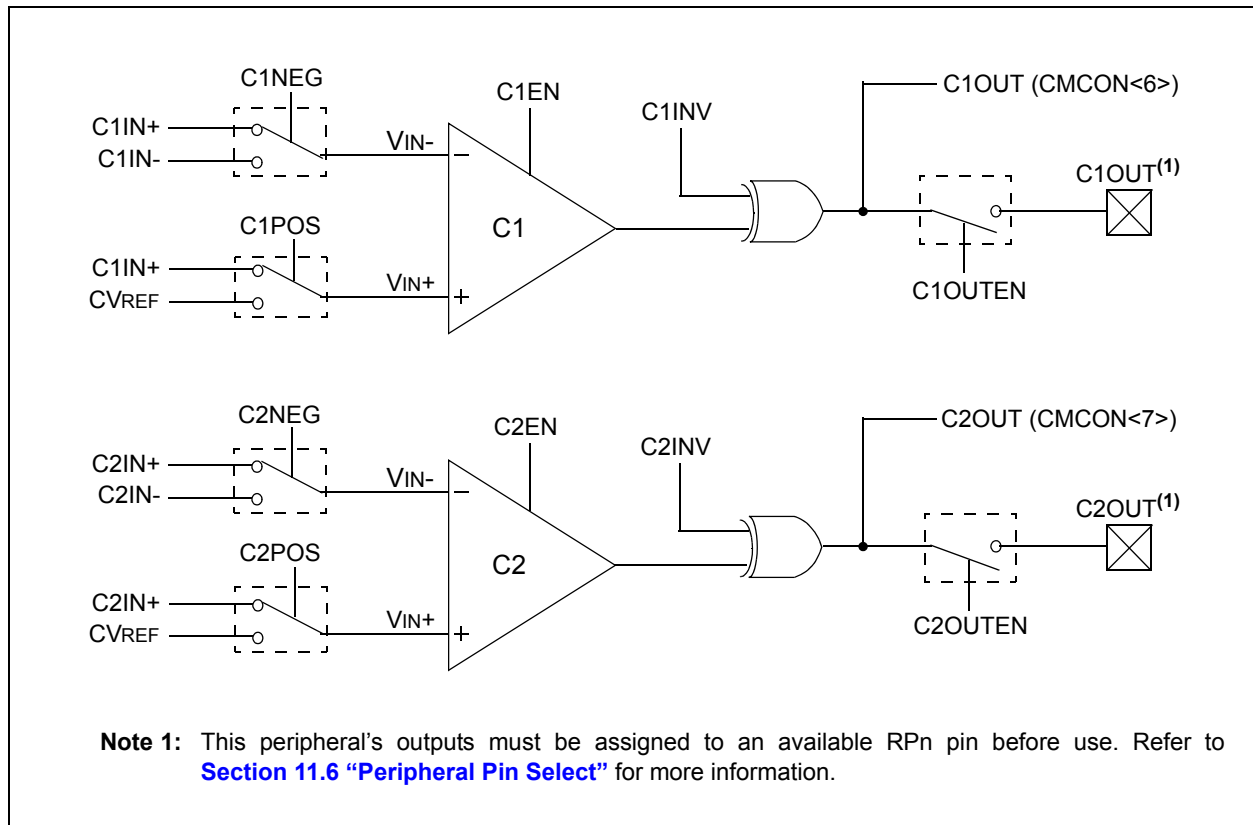 C1NEG
C1EN
C1INV
C1OUT (CMCON<6>)
C1IN+
C1IN-
VIN-
−
C1OUT(1)
C1
C1POS
C1IN+
CVREF
VIN+
+
C1OUTEN
C2NEG
C2EN
C2INV
C2OUT (CMCON<7>)
C2IN+
C2IN-
VIN-
−
C2OUT(1)
C2
C2POS
C2IN+
CVREF
VIN+
+
C2OUTEN
Note 1: This peripheral's outputs must be assigned to an available RPn pin before use. Refer to
Section 11.6 “Peripheral Pin Select” for more information.